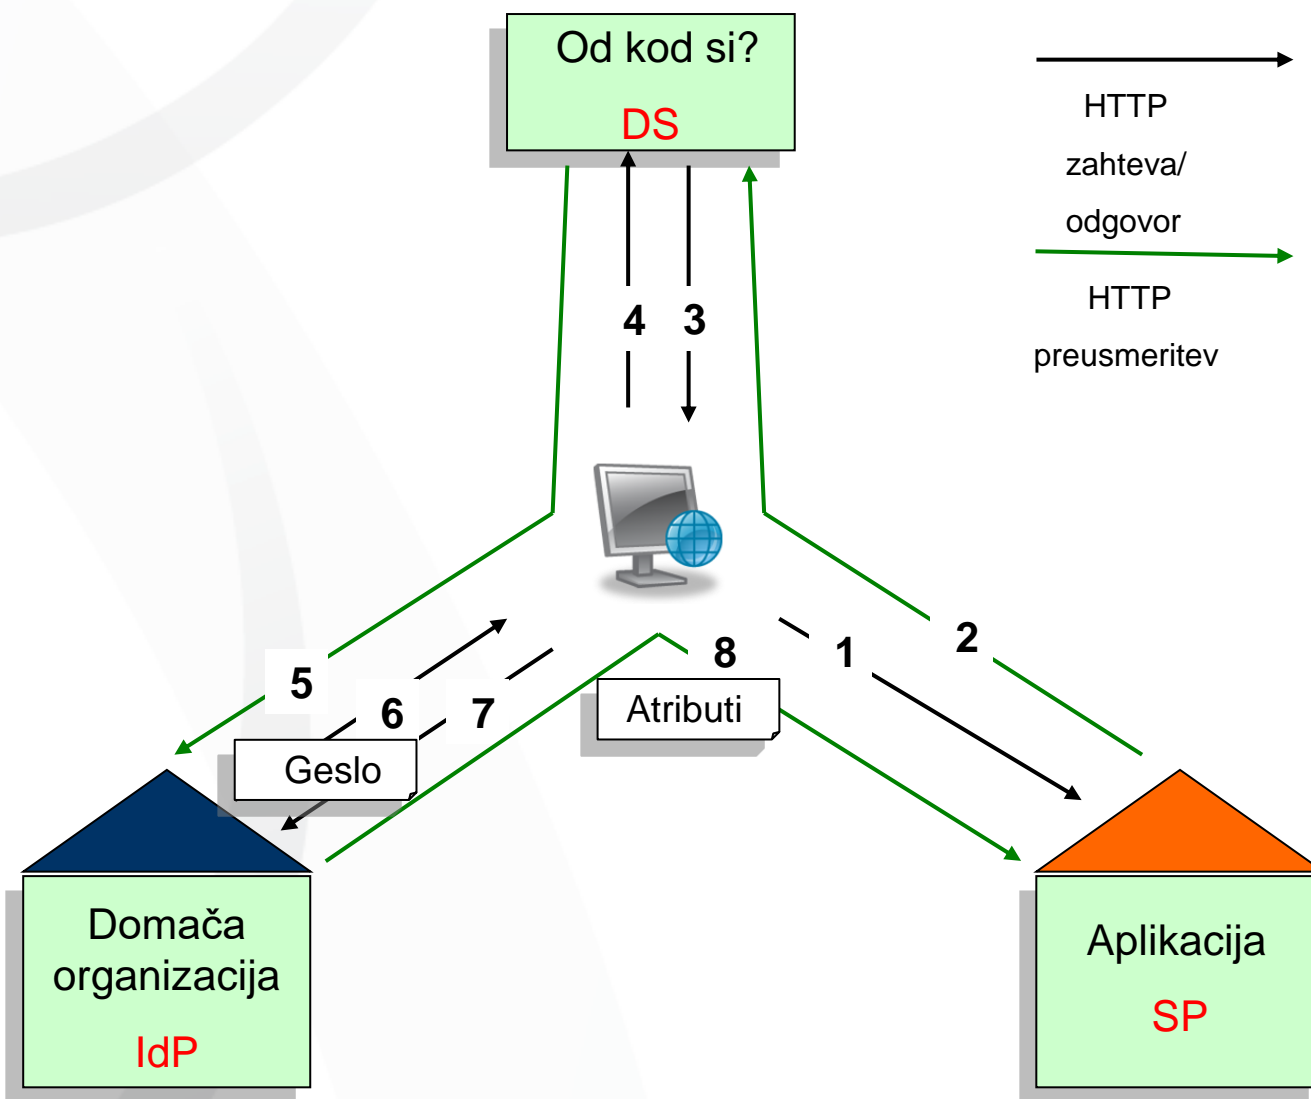 Od kod si?
DS
HTTP
zahteva/
odgovor
HTTP
preusmeritev
4 3
5
6
7
8
1
2
Atributi
Geslo
Domača
organizacija
IdP
Aplikacija
SP